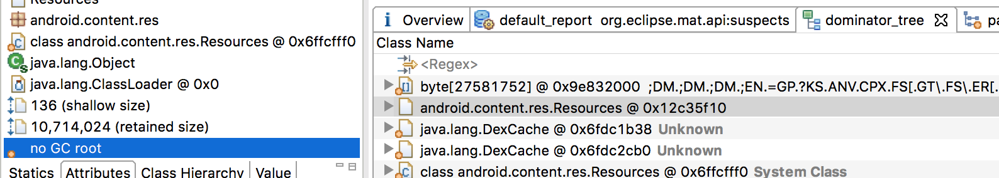 Resources
android.content.res
class android.content.res.Resources @ 0x6ffcfff0
java.lang.Object
java.lang.ClassLoader @ 0x0
136 (shallow size)
10,714,024 (retained size)
no GC root
Statics Attributes Class Hierarchy Value
Overview default_report org.eclipse.mat.api:suspects dominator_tree pa
Class Name
<Regex>
byte[27581752] @ 0x9e832000 ;DM.;DM.;DM.;EN.=GP.?KS.ANV.CPX.FS[.GT\.FS\.ER[.
android.content.res.Resources @ 0x12c35f10
java.lang.DexCache @ 0x6fdc1b38 Unknown
java.lang.DexCache @ 0x6fdc2cb0 Unknown
class android.content.res.Resources @ 0x6ffcfff0 System Class